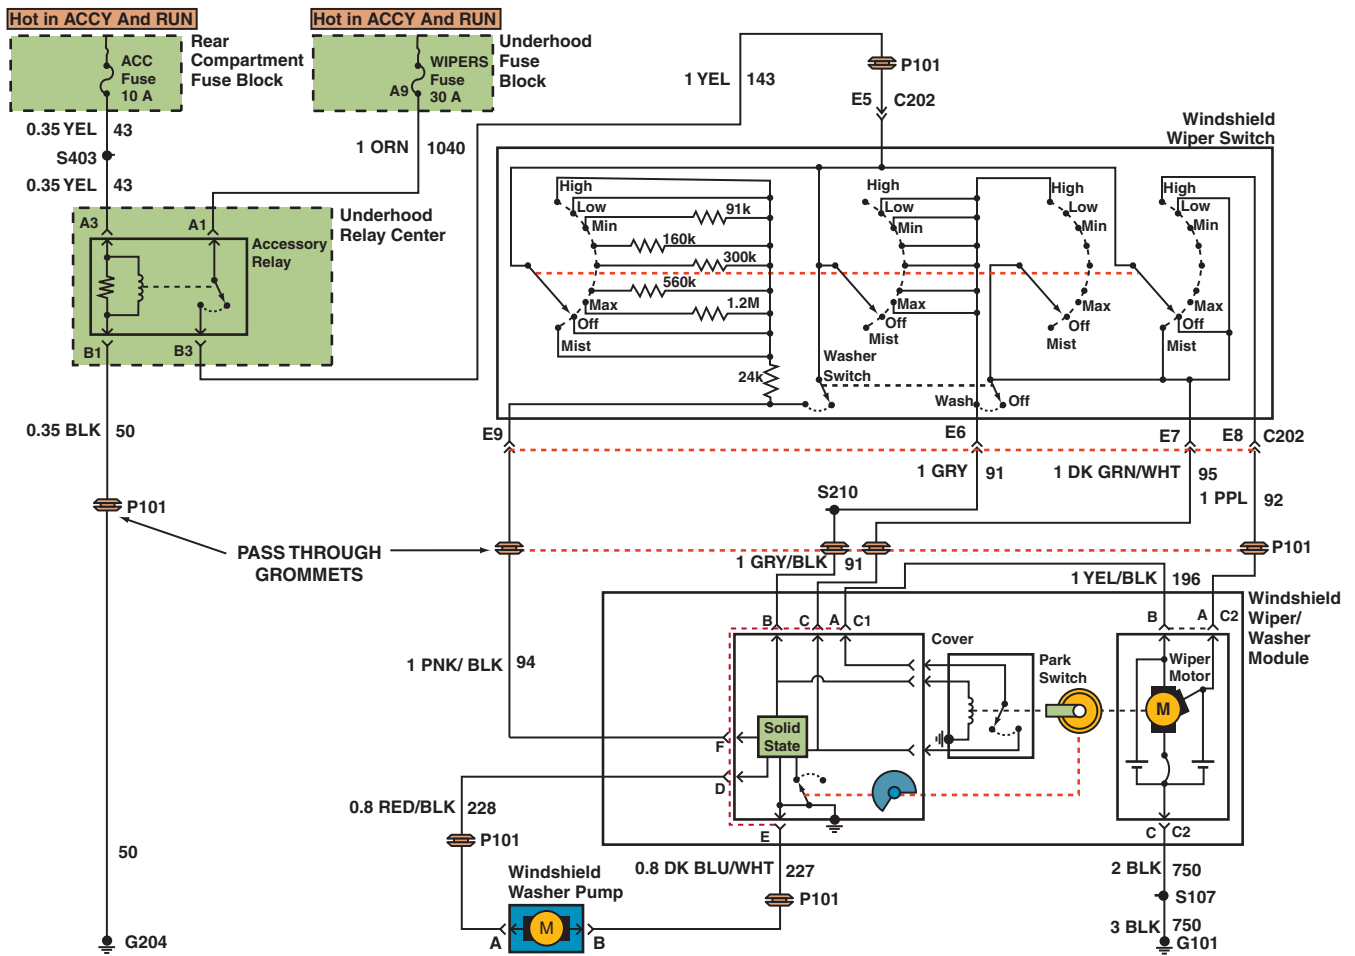 Hot in ACCY And RUN
Hot in ACCY And RUN
Rear
Compartment
Fuse Block
ACC
Fuse
10 A
Underhood
Fuse
Block
WIPERS
Fuse
30 A
A9
0.35 YEL 43
S403
0.35 YEL 43
1 ORN 1040
1 YEL 143
P101
E5 C202
Windshield
Wiper Switch
A3 A1
Underhood
Relay Center
Accessory
Relay
B1 B3
High
Low
Min
Max
Off
Mist
91k
160k
300k
560k
1.2M
24k
High
Low
Min
Max
Off
Mist
High
Low
Min
Max
Off
Mist
High
Low
Min
Max
Off
Mist
Washer
Switch
Wash Off
E9 E6 E7 E8 C202
0.35 BLK 50
1 GRY 91
1 DK GRN/WHT 95
1 PPL 92
S210
P101
PASS THROUGH
GROMMETS
P101
1 GRY/BLK 91
1 YEL/BLK 196
Windshield
Wiper/
Washer
Module
B C A C1
B A C2
Cover
Park
Switch
Wiper
Motor
M
1 PNK/ BLK 94
Solid
State
F
D
E
C C2
0.8 RED/BLK 228
P101
0.8 DK BLU/WHT 227
P101
2 BLK 750
S107
3 BLK 750
G101
50
G204
Windshield
Washer Pump
A M B